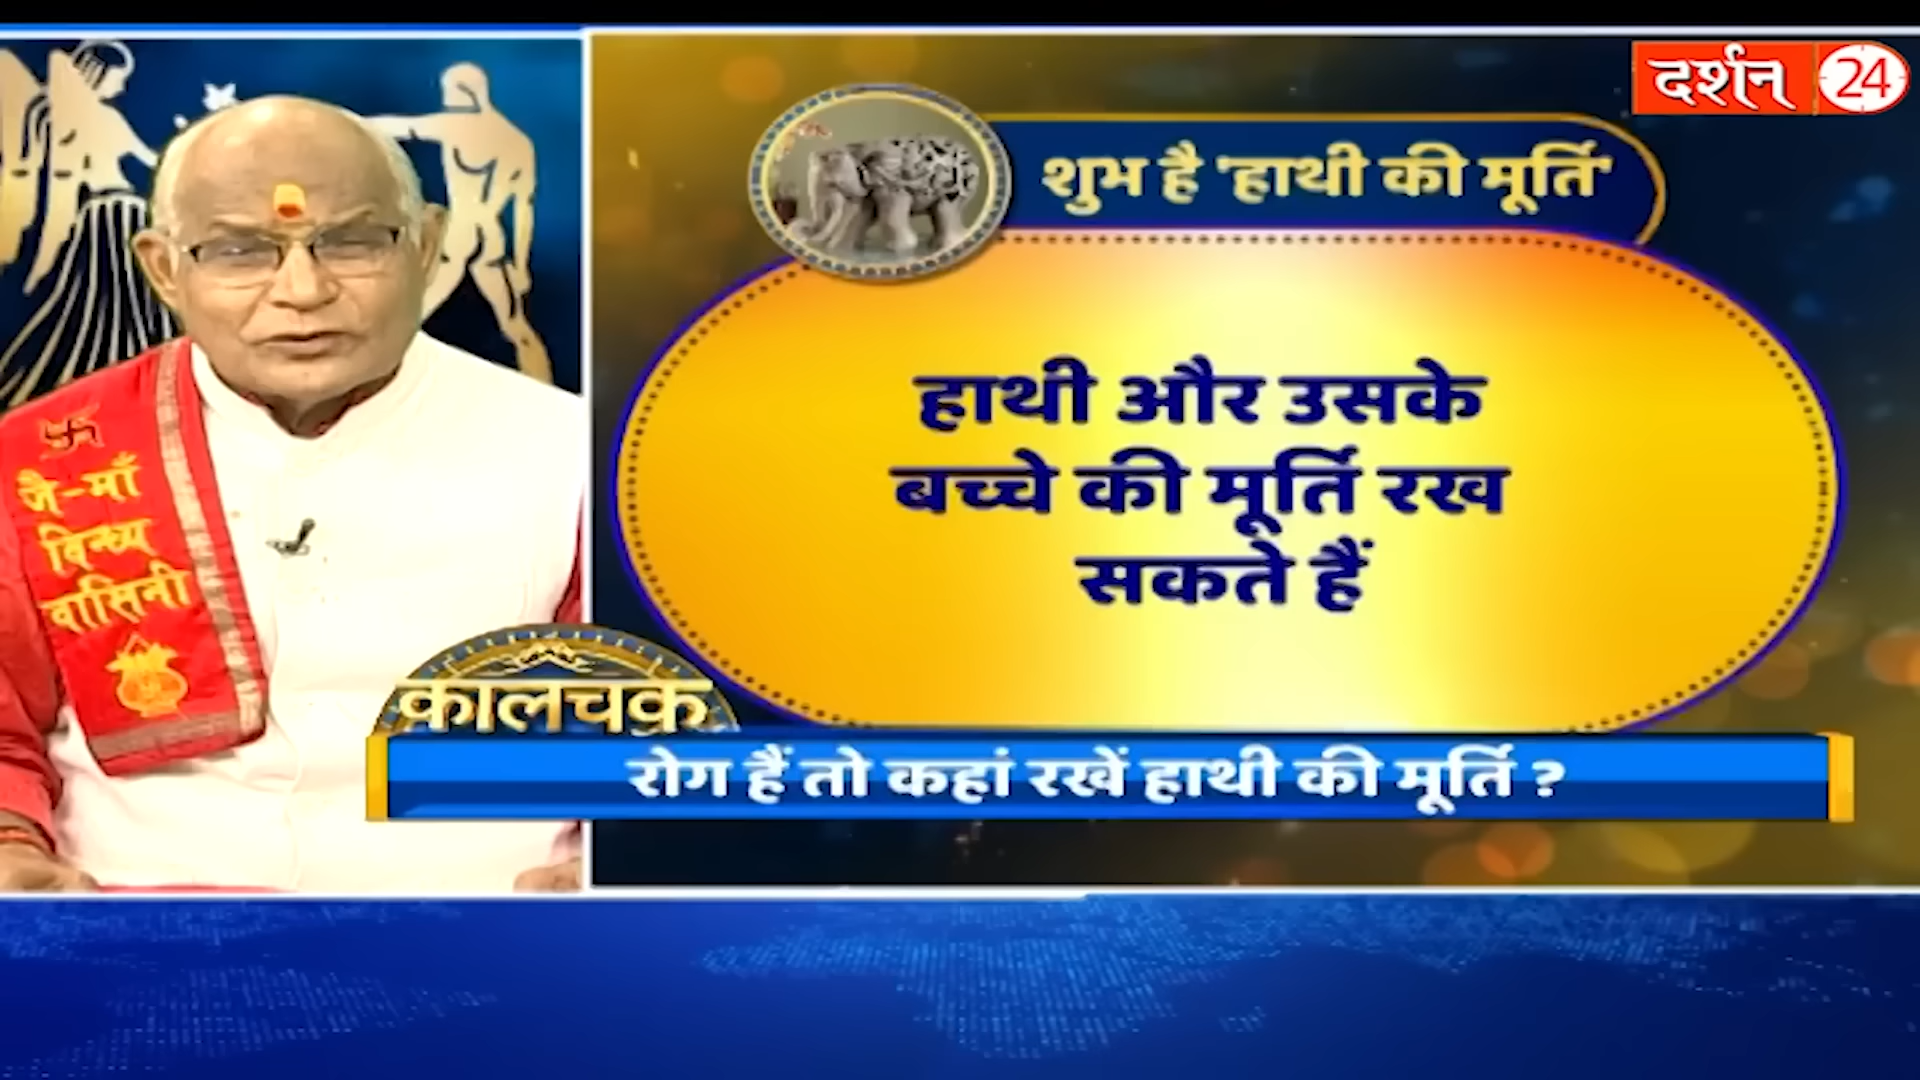 दर्शन 24
शुभ है 'हाथी की मूर्ति'
हाथी और उसके
बच्चे की मूर्ति रख
सकते हैं
जै-माँ
विन्ध्य
वासिनी
कालचक्र
रोग हैं तो कहां रखें हाथी की मूर्ति ?